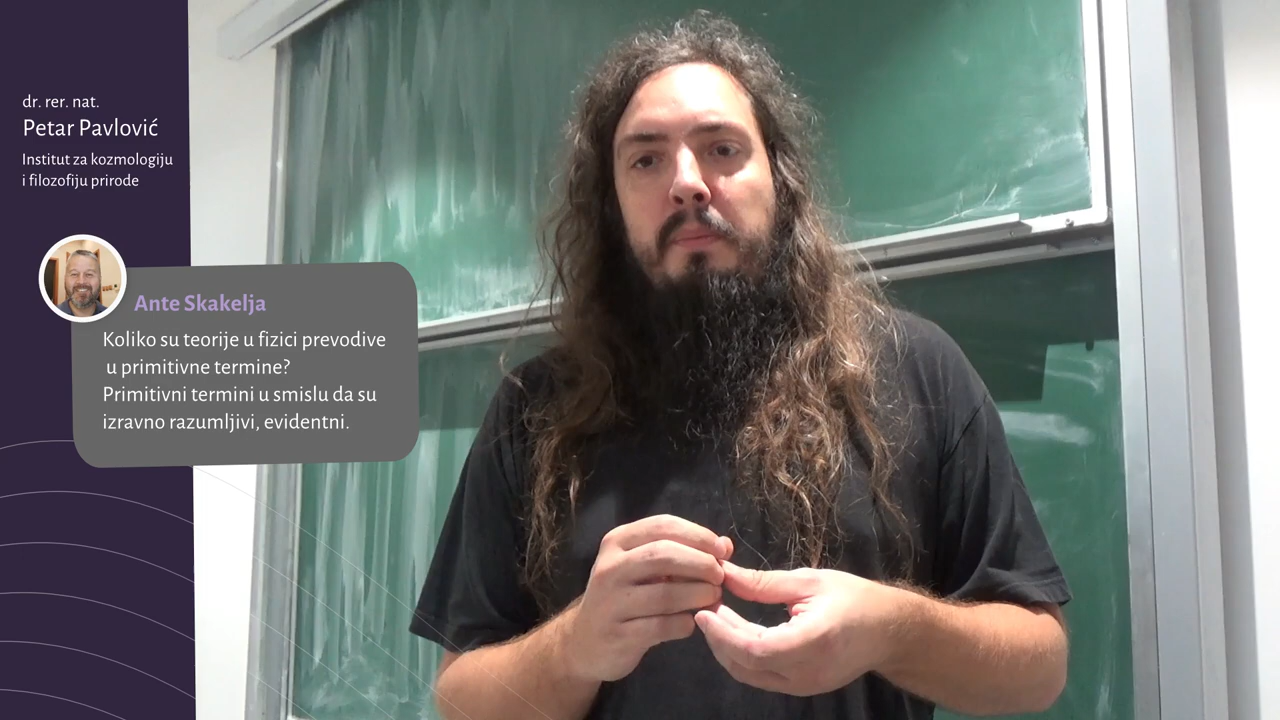 dr. rer. nat.
Petar Pavlović
Institut za kozmologiju
i filozofiju prirode
Ante Skakelja
Koliko su teorije u fizici prevodive
u primitivne termine?
Primitivni termini u smislu da su
izravno razumljivi, evidentni.